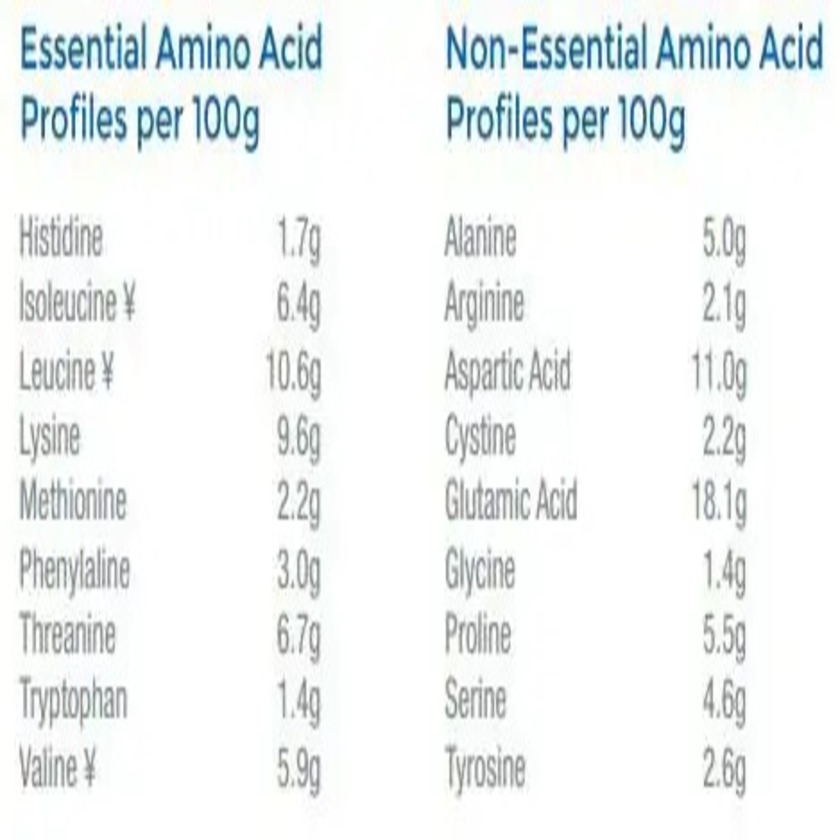 Essential Amino Acid
Profiles per 100g
Histidine 1.7g
Isoleucine ¥ 6.4g
Leucine ¥ 10.6g
Lysine 9.6g
Methionine 2.2g
Phenylaline 3.0g
Threanine 6.7g
Tryptophan 1.4g
Valine ¥ 5.9g
Non-Essential Amino Acid
Profiles per 100g
Alanine 5.0g
Arginine 2.1g
Aspartic Acid 11.0g
Cystine 2.2g
Glutamic Acid 18.1g
Glycine 1.4g
Proline 5.5g
Serine 4.6g
Tyrosine 2.6g